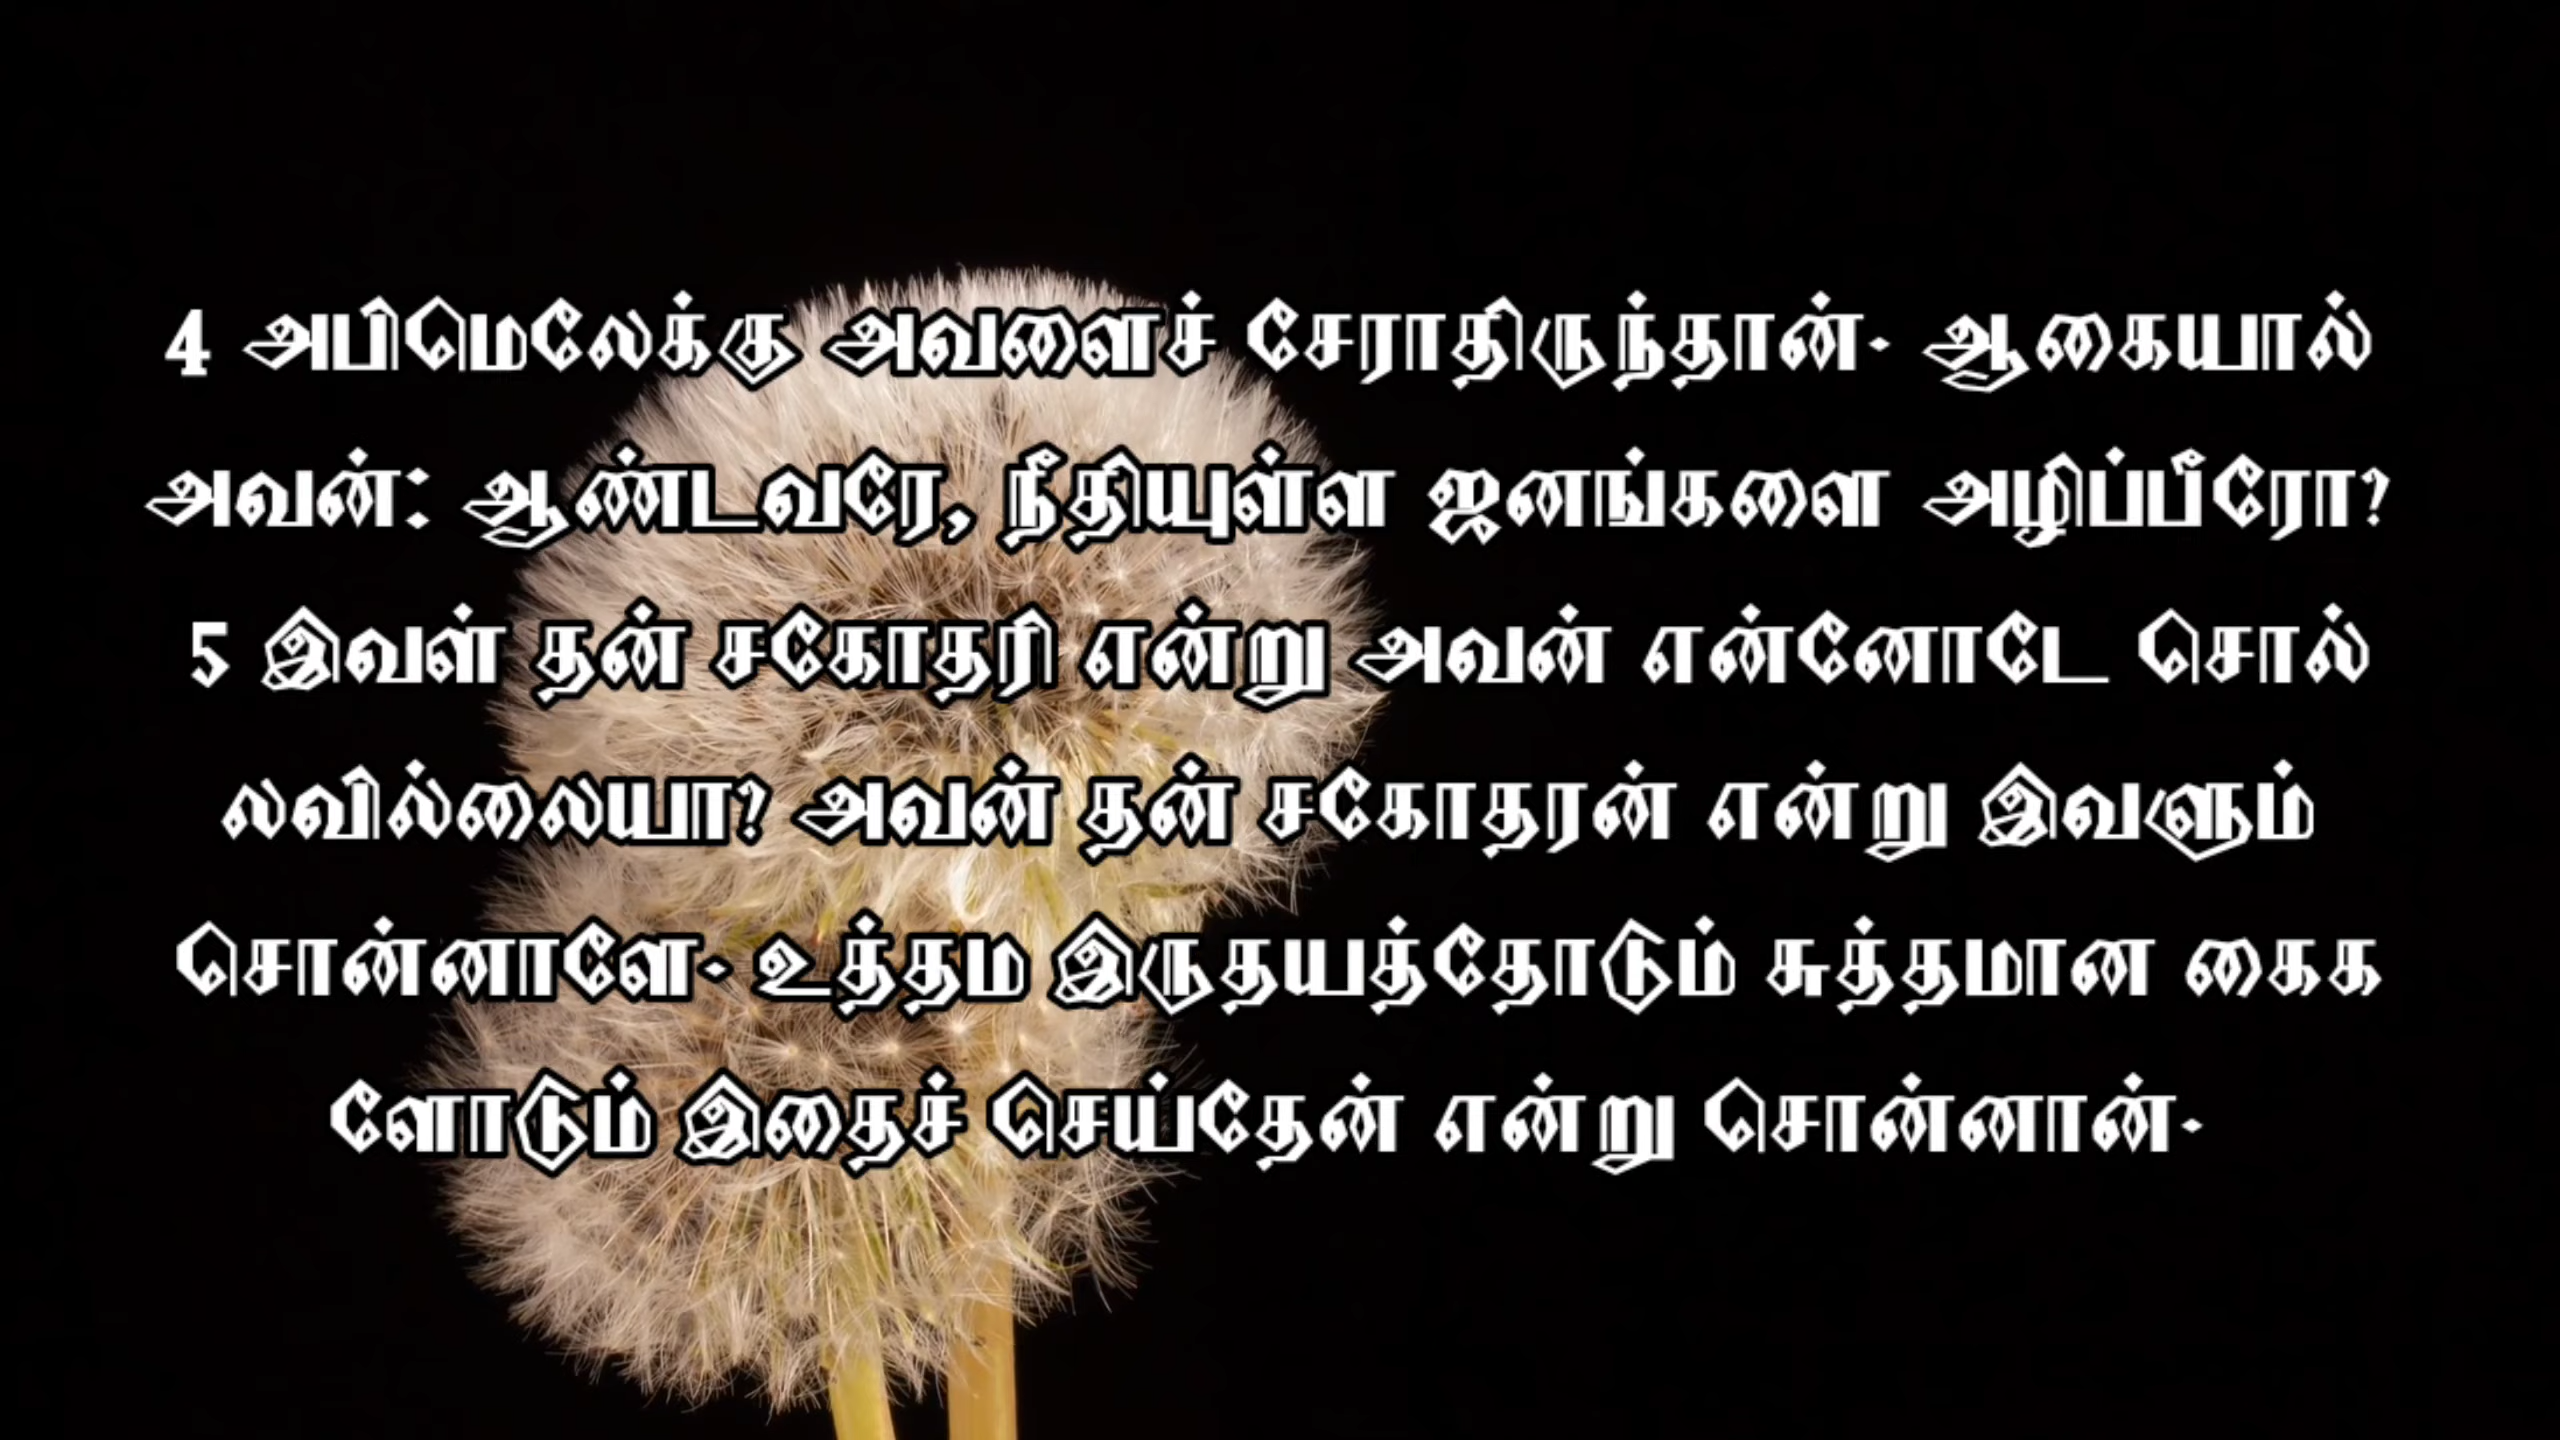 4 அபிமெலேக்கு அவளைச் சேராதிருந்தான். ஆகையால்
அவன்: ஆண்டவரே, நீதியுள்ள ஜனங்களை அழிப்பீரோ?
5 இவள் தன் சகோதரி என்று அவன் என்னோடே சொல்
லவில்லையா? அவன் தன் சகோதரன் என்று இவளும்
சொன்னாளே. உத்தம இருதயத்தோடும் சுத்தமான கைக
ளோடும் இதைச் செய்தேன் என்று சொன்னான்.